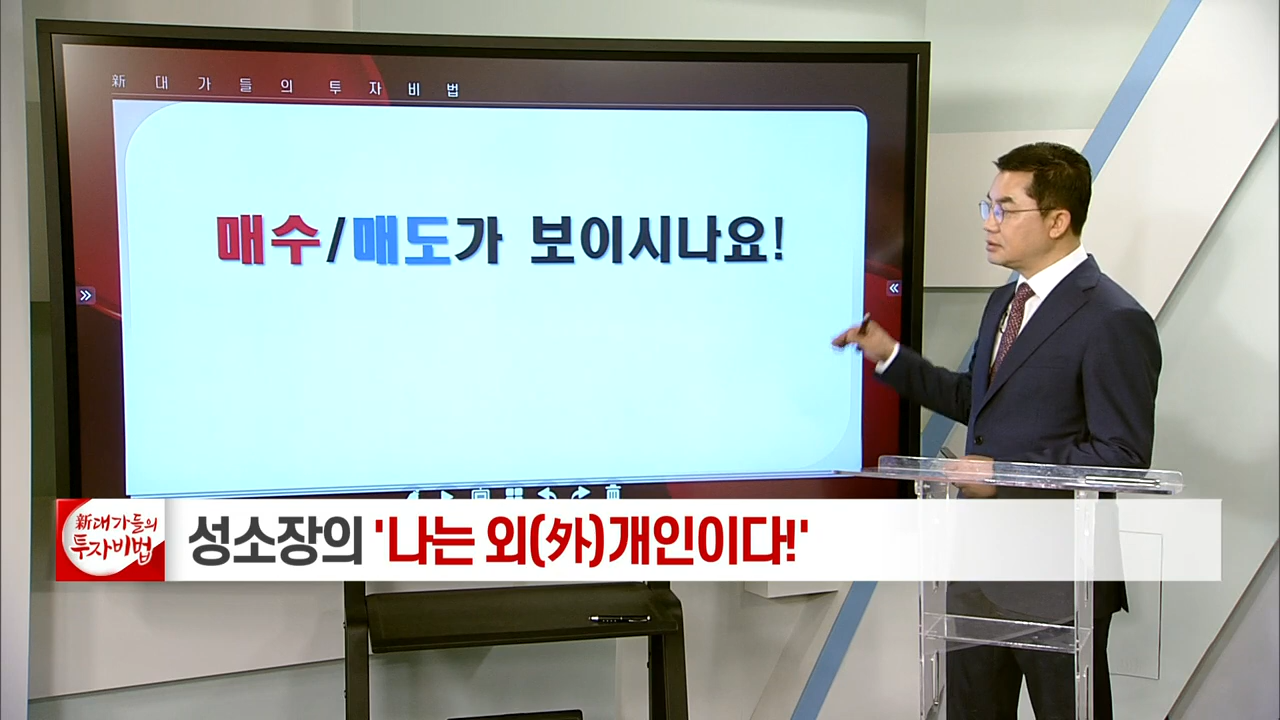 新 대 가 들 의 투 자 비 법
매수/매도가 보이시나요!
新대가들의
투자비법
성소장의 '나는 외(外)개인이다!'